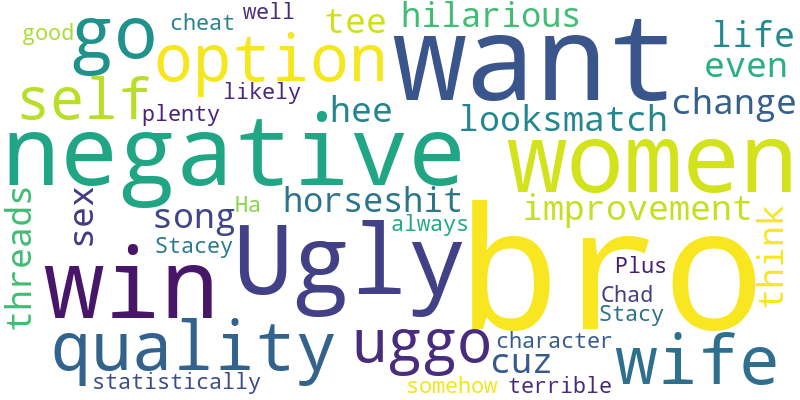 good
cheat
well
tee
hilarious
life
go
option
want
even
self
plenty
likely
hee
looksmatch
change
negative
women
threads
sex
song
Ha
horseshit
always
improvement
think
Stacey
Ugly
bro
Plus
Chad
Stacy
win
quality
uggo
character
cuz
wife
statistically
somehow
terrible